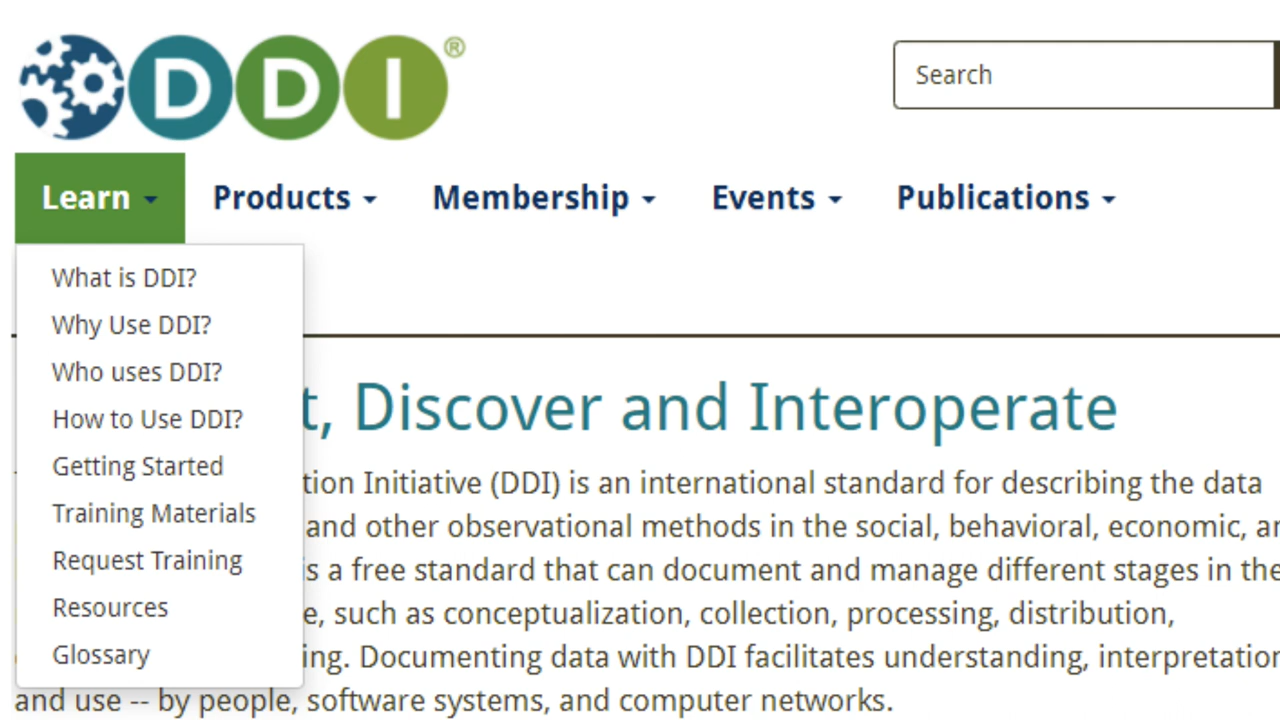 DDI®
Search
Learn Products Membership Events Publications
What is DDI?
Why Use DDI?
Who uses DDI?
How to Use DDI?
Getting Started
Training Materials
Request Training
Resources
Glossary
t, Discover and Interoperate
tion Initiative (DDI) is an international standard for describing the data
and other observational methods in the social, behavioral, economic, an
is a free standard that can document and manage different stages in the
e, such as conceptualization, collection, processing, distribution,
ing. Documenting data with DDI facilitates understanding, interpretation
and use -- by people, software systems, and computer networks.